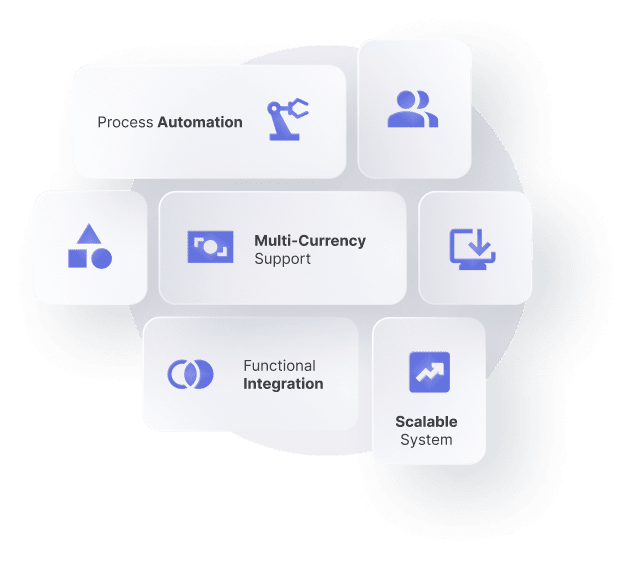 Process Automation
Multi-Currency
Support
Functional
Integration
Scalable
System